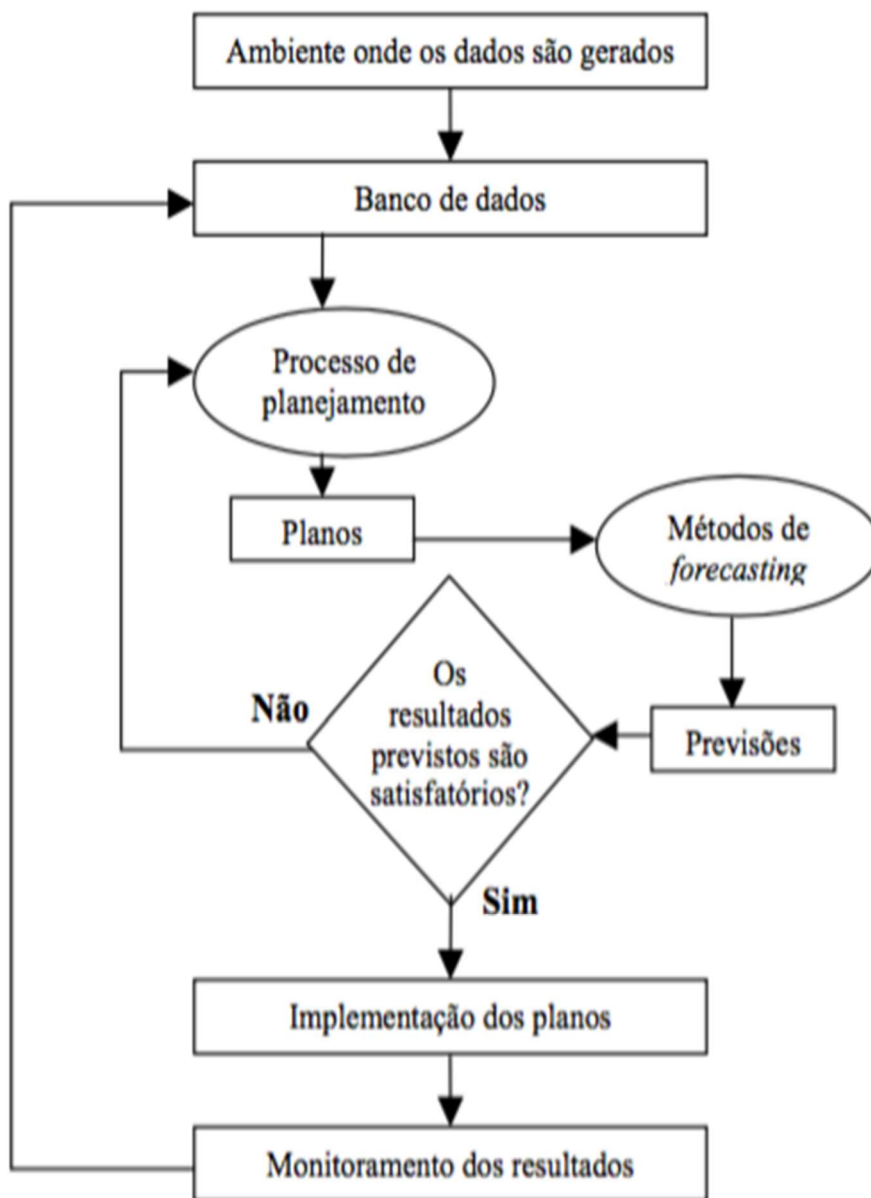 Ambiente onde os dados são gerados
Banco de dados
Processo de
planejamento
Planos
Métodos de
forecasting
Previsões
Os
resultados
previstos são
satisfatórios?
Não
Sim
Implementação dos planos
Monitoramento dos resultados